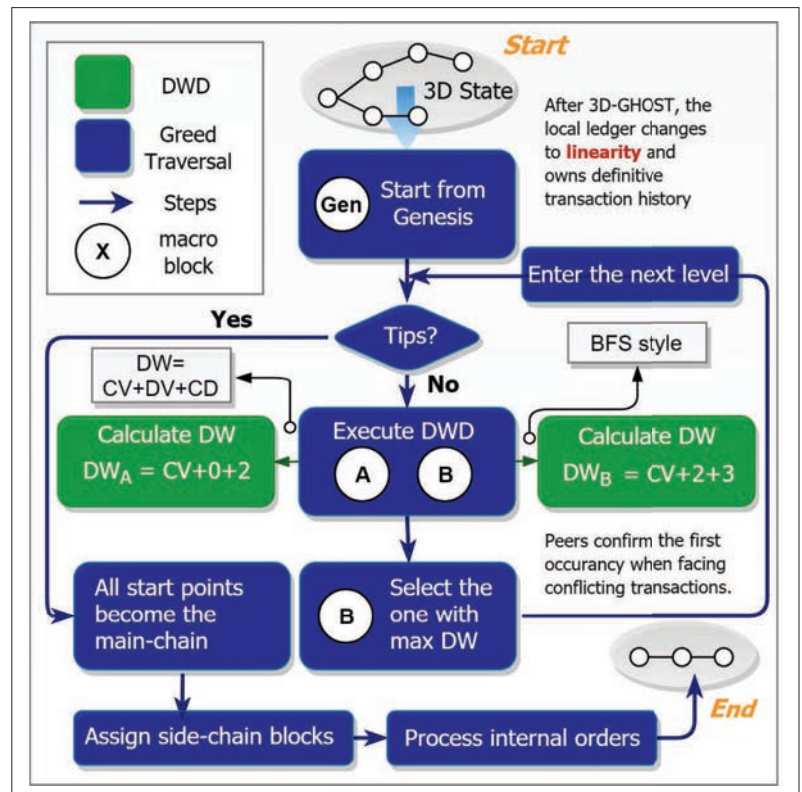 Start
DWD
3D State
After 3D-GHOST, the
local ledger changes
to linearity and
owns definitive
transaction history
Greed
Traversal
Steps
X
macro
block
Gen
Start from
Genesis
Enter the next level
Yes
Tips?
BFS style
DW=
CV+DV+CD
No
Calculate DW
DWA = CV+0+2
Execute DWD
A
B
Calculate DW
DWB = CV+2+3
Peers confirm the first
occurancy when facing
conflicting transactions.
All start points
become the
main-chain
B
Select the
one with
max DW
End
Assign side-chain blocks
Process internal orders